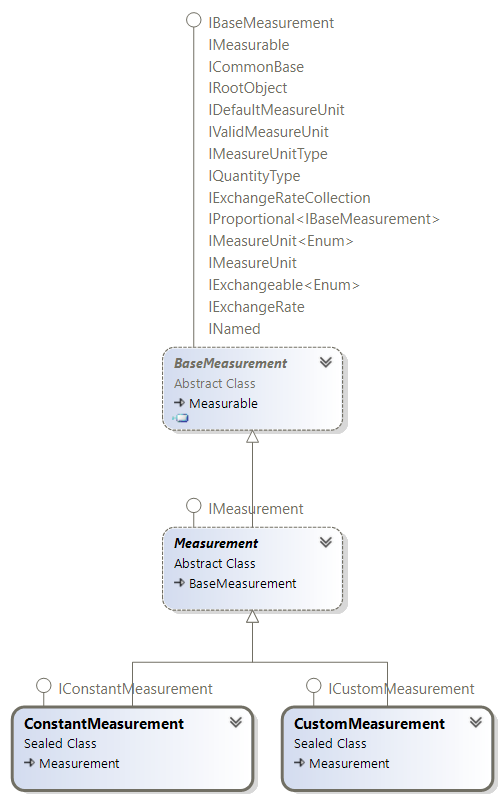 IBaseMeasurement
IMeasurable
ICommonBase
IRootObject
IDefaultMeasureUnit
IValidMeasureUnit
IMeasureUnitType
IQuantityType
IExchangeRateCollection
IProportional<IBaseMeasurement>
IMeasureUnit<Enum>
IMeasureUnit
IExchangeable<Enum>
IExchangeRate
INamed
BaseMeasurement
Abstract Class
Measurable
IMeasurement
Measurement
Abstract Class
BaseMeasurement
IConstantMeasurement
ICustomMeasurement
ConstantMeasurement
CustomMeasurement
Sealed Class
Sealed Class
Measurement
Measurement